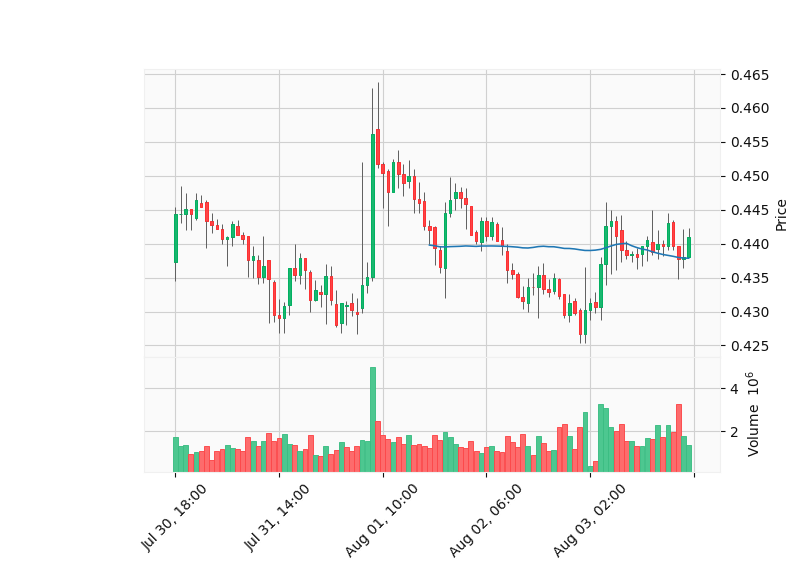 0.465
0.460
0.455
0.450
0.445
0.440
0.435
0.430
0.425
Price
4
2
Volume 10⁶
Jul 30, 18:00
Jul 31, 14:00
Aug 01, 10:00
Aug 02, 06:00
Aug 03, 02:00